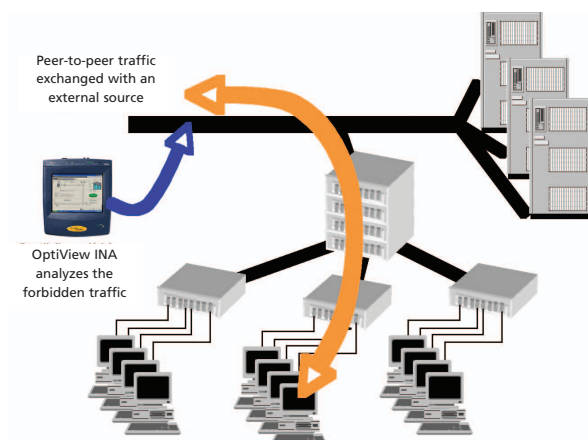 Peer-to-peer traffic
exchanged with an
external source
OptiView INA
analyzes the
forbidden traffic